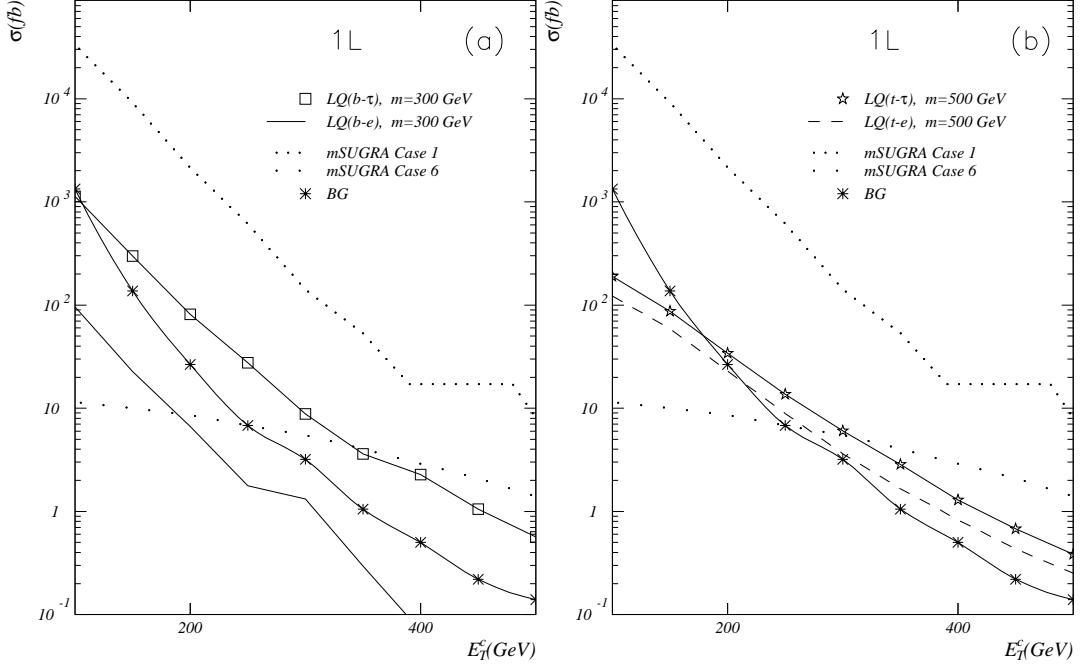 σ(fb)
1L
(a)
LQ(b-τ), m=300 GeV
LQ(b-e), m=300 GeV
mSUGRA Case 1
mSUGRA Case 6
BG
10^4
10^3
10^2
10
1
10^-1
200
400
E_T^c(GeV)
σ(fb)
1L
(b)
LQ(t-τ), m=500 GeV
LQ(t-e), m=500 GeV
mSUGRA Case 1
mSUGRA Case 6
BG
10^4
10^3
10^2
10
1
10^-1
200
400
E_T^c(GeV)